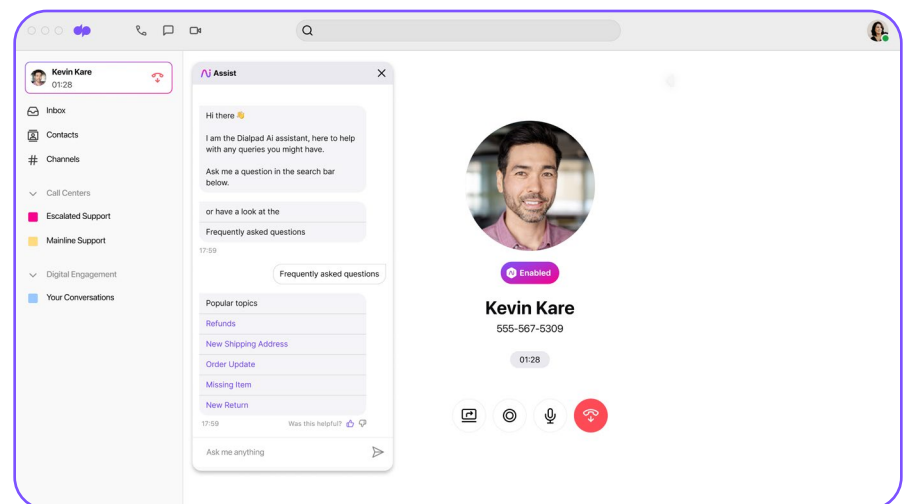 Kevin Kare
01:28
Inbox
Contacts
Channels
Call Centers
Escalated Support
Mainline Support
Digital Engagement
Your Conversations
Ai Assist
Hi there 👋
I am the Dialpad Ai assistant, here to help
with any queries you might have.
Ask me a question in the search bar
below.
or have a look at the
Frequently asked questions
17:59
Frequently asked questions
Popular topics
Refunds
New Shipping Address
Order Update
Missing Item
New Return
17:59 Was this helpful?
Ask me anything
Enabled
Kevin Kare
555-567-5309
01:28